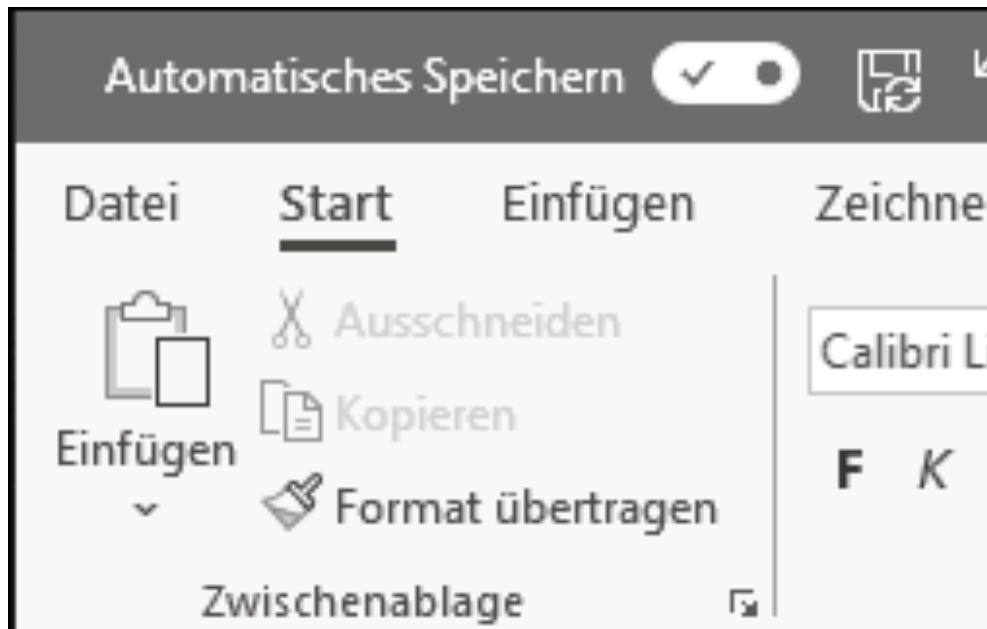 Automatisches Speichern
Datei Start Einfügen Zeichne
Ausschneiden
Calibri Li
Kopieren
Einfügen
F K
Format übertragen
Zwischenablage